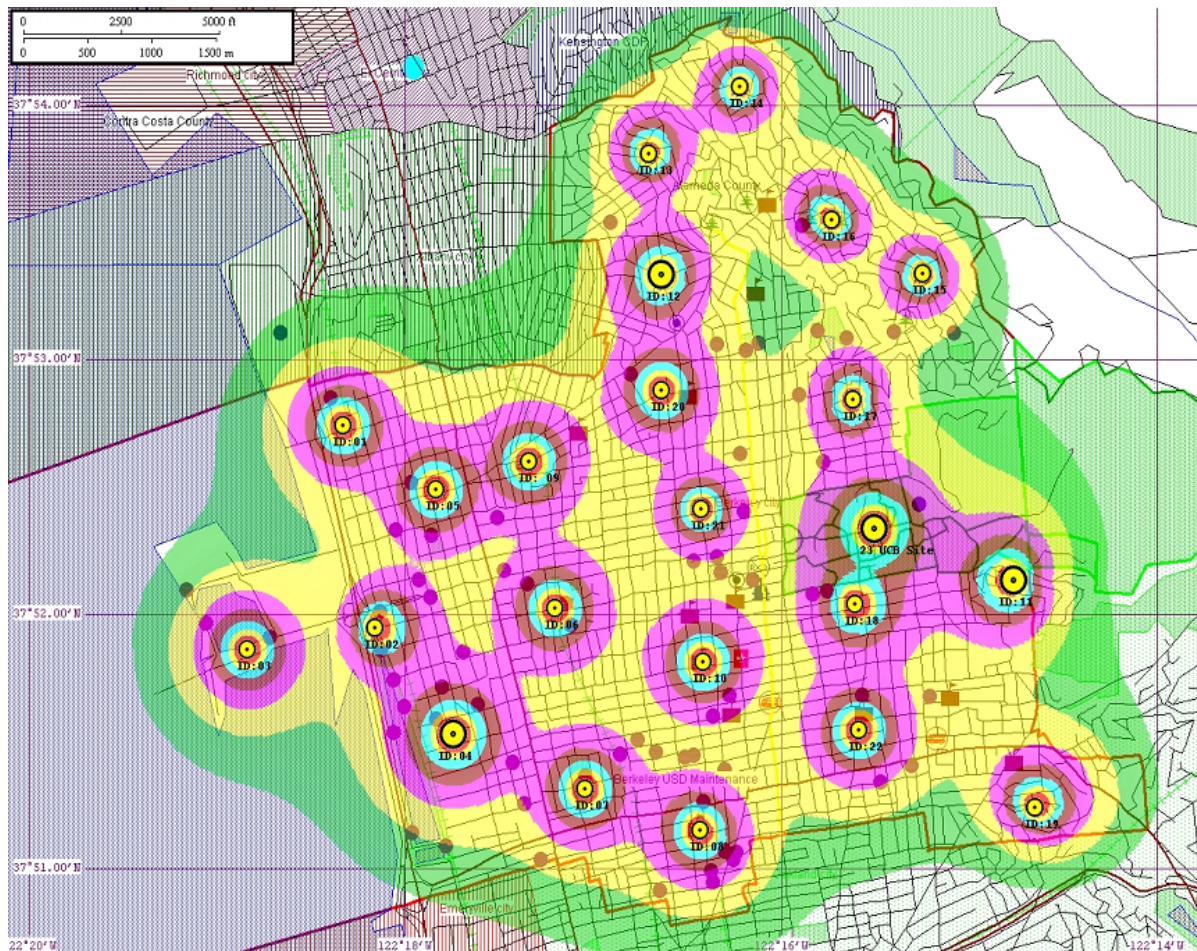 0 2500 5000 ft
0 500 1000 1500 m
Kensington CDP
Richmond city
37°54.00'N
ID:14
Contra Costa County
ID:13
Alameda County
ID:16
ID:15
ID:12
37°53.00'N
ID:20
ID:17
ID:01
ID: 09
ID:05
Berkeley city
ID:21
23 UCB Site
ID:11
37°52.00'N
ID:06
ID:18
ID:02
ID:03
ID:10
ID:22
ID:04
Berkeley USD Maintenance
ID:07
ID:19
ID:08
37°51.00'N
Emeryville city
22°20'W
122°18'W
122°16'W
122°14'W